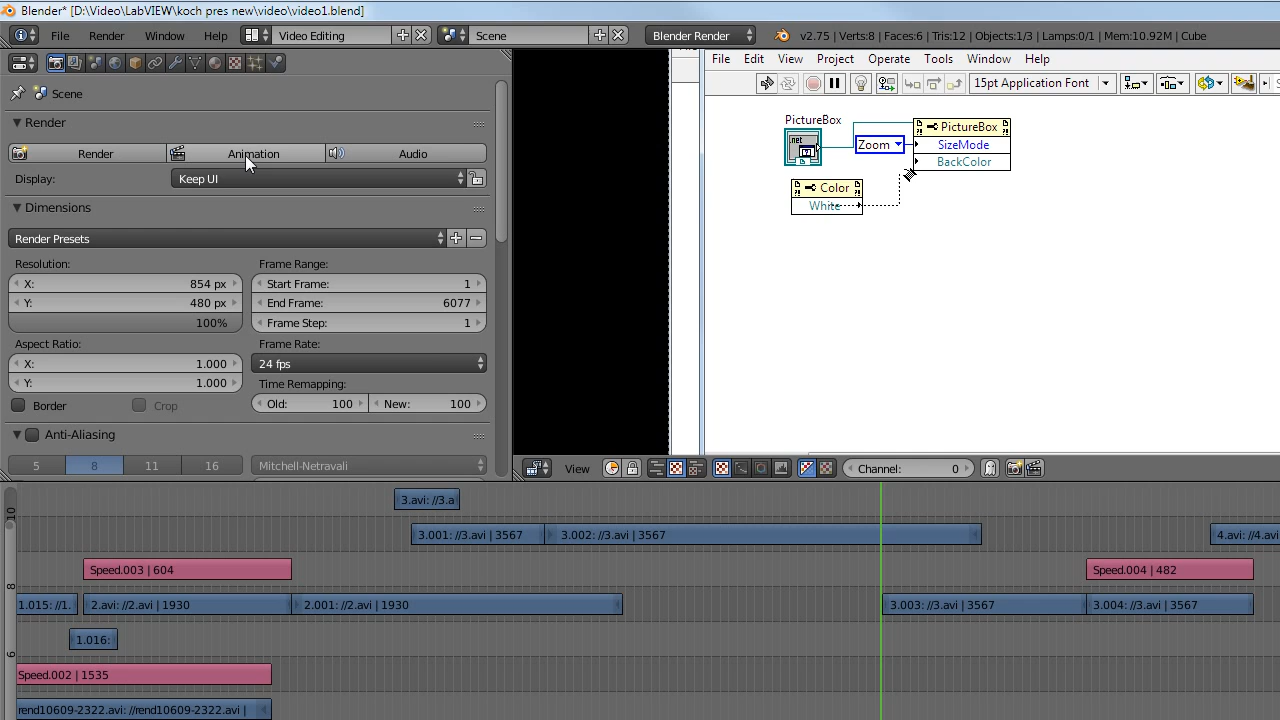 Blender* [D:\Video\LabVIEW\koch pres new\video\video1.blend]
File Render Window Help Video Editing Scene Blender Render v2.75 | Verts:8 | Faces:6 | Tris:12 | Objects:1/3 | Lamps:0/1 | Mem:10.92M | Cube
File Edit View Project Operate Tools Window Help
15pt Application Font
Scene
Render
Render Animation Audio
Display: Keep UI
Dimensions
Render Presets
Resolution:
X: 854 px
Y: 480 px
100%
Frame Range:
Start Frame: 1
End Frame: 6077
Frame Step: 1
Aspect Ratio:
X: 1.000
Y: 1.000
Border Crop
Frame Rate:
24 fps
Time Remapping:
Old: 100 New: 100
Anti-Aliasing
5 8 11 16 Mitchell-Netravali
PictureBox
.net
Zoom
PictureBox
SizeMode
BackColor
Color
White
View Channel: 0
10
3.avi: //3.a
3.001: //3.avi | 3567 3.002: //3.avi | 3567 4.avi: //4.avi
8
Speed.003 | 604 Speed.004 | 482
1.015: //1. 2.avi: //2.avi | 1930 2.001: //2.avi | 1930 3.003: //3.avi | 3567 3.004: //3.avi | 3567
6
1.016:
Speed.002 | 1535
rend10609-2322.avi: //rend10609-2322.avi |